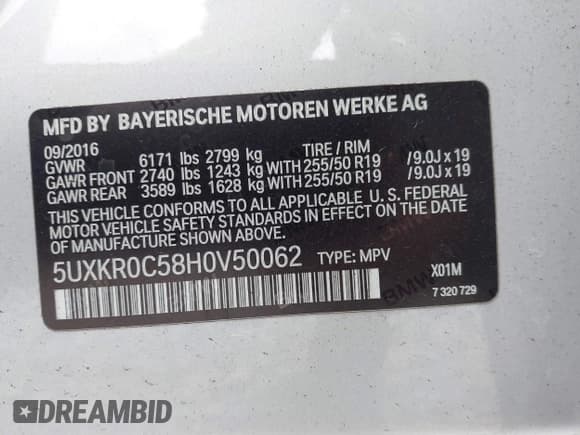 MFD BY BAYERISCHE MOTOREN WERKE AG
09/2016 TIRE / RIM
GVWR 6171 lbs 2799 kg
GAWR FRONT 2740 lbs 1243 kg WITH 255/50 R19 /9.0J x 19
GAWR REAR 3589 lbs 1628 kg WITH 255/50 R19 /9.0J x 19
THIS VEHICLE CONFORMS TO ALL APPLICABLE U. S. FEDERAL
MOTOR VEHICLE SAFETY STANDARDS IN EFFECT ON THE DATE OF
MANUFACTURE SHOWN ABOVE.
5UXKR0C58H0V50062 TYPE: MPV X01M
7 320 729
DREAMBID